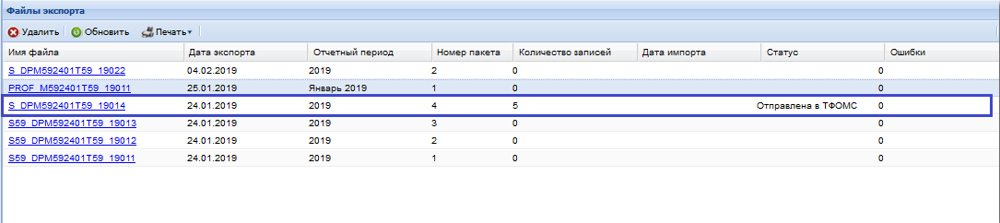 Файлы экспорта
Удалить Обновить Печать
Имя файла Дата экспорта Отчетный период Номер пакета Количество записей Дата импорта Статус Ошибки
S_DPM592401T59_19022 04.02.2019 2019 2 0 0
PROF_M592401T59_19011 25.01.2019 Январь 2019 1 0 0
S_DPM592401T59_19014 24.01.2019 2019 4 5 Отправлена в ТФОМС 0
S59_DPM592401T59_19013 24.01.2019 2019 3 0 0
S59_DPM592401T59_19012 24.01.2019 2019 2 0 0
S59_DPM592401T59_19011 24.01.2019 2019 1 0 0